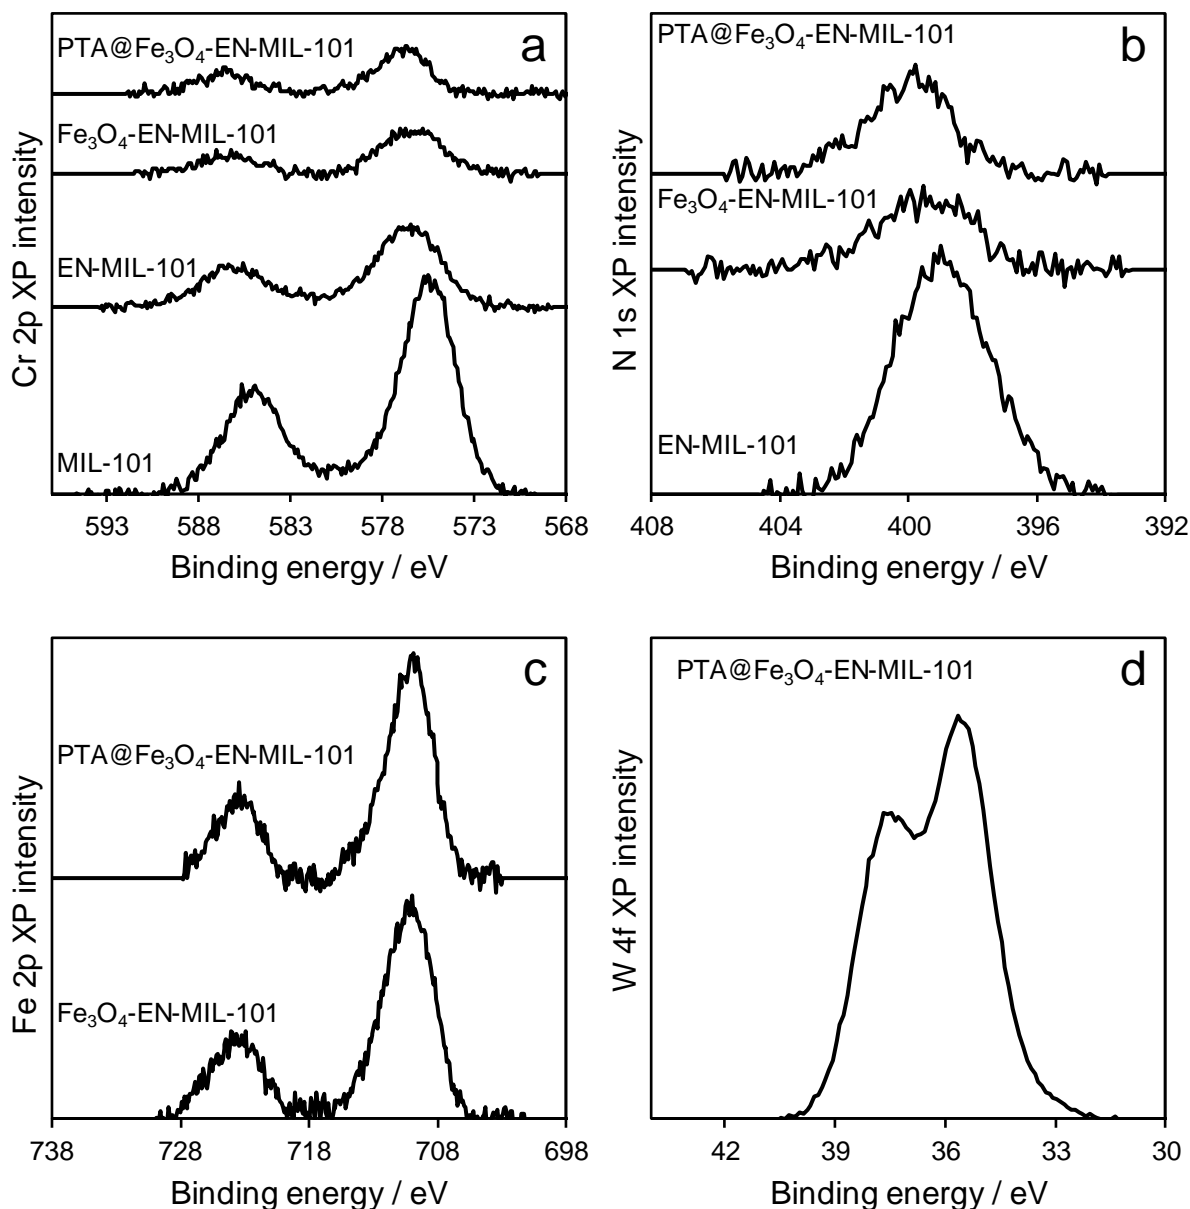 a
PTA@Fe₃O₄-EN-MIL-101
Fe₃O₄-EN-MIL-101
EN-MIL-101
MIL-101
Cr 2p XP intensity
593 588 583 578 573 568
Binding energy / eV
b
PTA@Fe₃O₄-EN-MIL-101
Fe₃O₄-EN-MIL-101
EN-MIL-101
N 1s XP intensity
408 404 400 396 392
Binding energy / eV
c
PTA@Fe₃O₄-EN-MIL-101
Fe₃O₄-EN-MIL-101
Fe 2p XP intensity
738 728 718 708 698
Binding energy / eV
d
PTA@Fe₃O₄-EN-MIL-101
W 4f XP intensity
42 39 36 33 30
Binding energy / eV